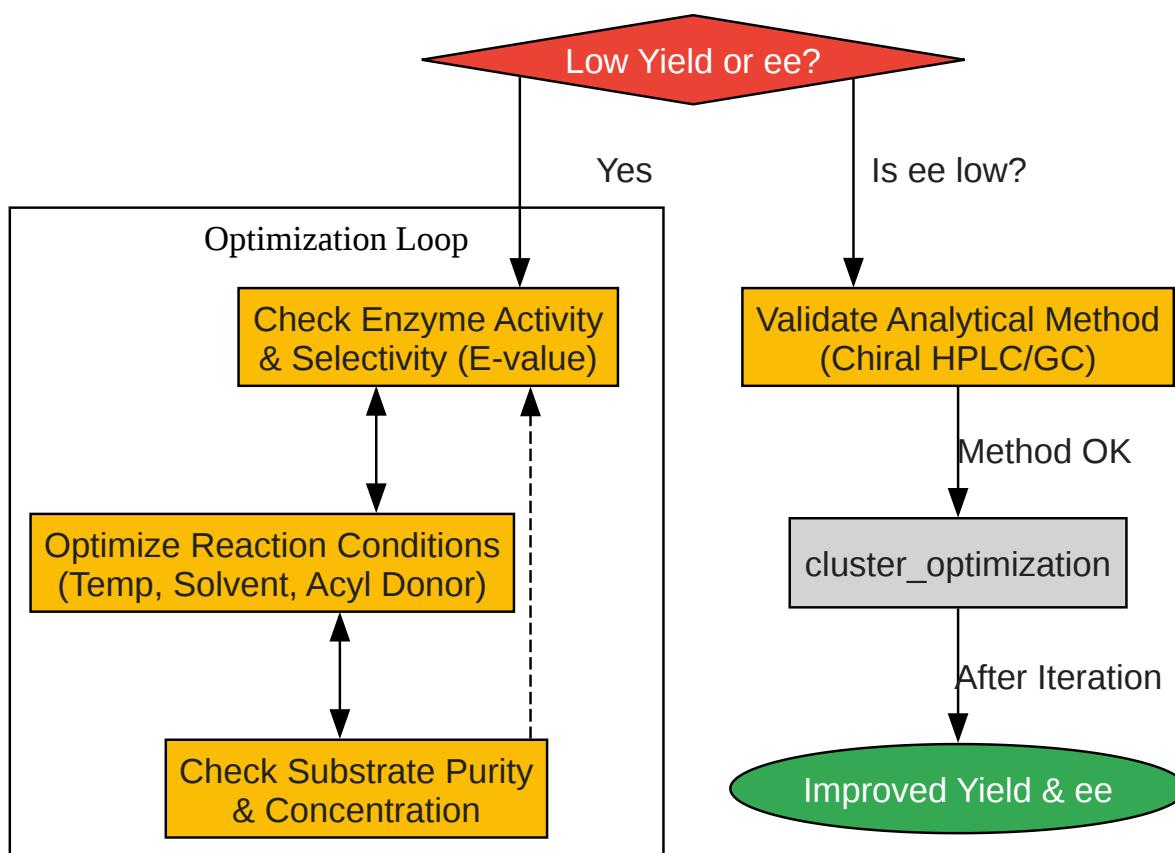 Low Yield or ee?
Yes
Is ee low?
Optimization Loop
Check Enzyme Activity
& Selectivity (E-value)
Validate Analytical Method
(Chiral HPLC/GC)
Method OK
Optimize Reaction Conditions
(Temp, Solvent, Acyl Donor)
cluster_optimization
After Iteration
Check Substrate Purity
& Concentration
Improved Yield & ee